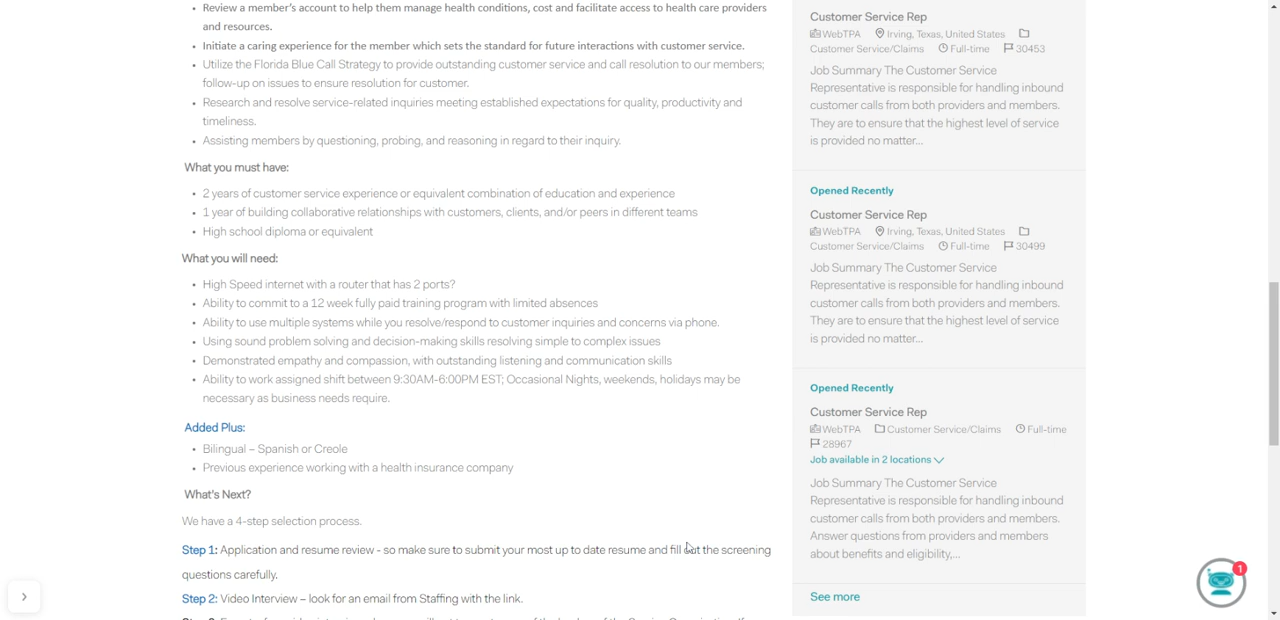 Review a member's account to help them manage health conditions, cost and facilitate access to health care providers
and resources.
Initiate a caring experience for the member which sets the standard for future interactions with customer service.
Utilize the Florida Blue Call Strategy to provide outstanding customer service and call resolution to our members;
follow-up on issues to ensure resolution for customer.
Research and resolve service-related inquiries meeting established expectations for quality, productivity and
timeliness.
Assisting members by questioning, probing, and reasoning in regard to their inquiry.
What you must have:
2 years of customer service experience or equivalent combination of education and experience
1 year of building collaborative relationships with customers, clients, and/or peers in different teams
High school diploma or equivalent
What you will need:
High Speed internet with a router that has 2 ports?
Ability to commit to a 12 week fully paid training program with limited absences
Ability to use multiple systems while you resolve/respond to customer inquiries and concerns via phone.
Using sound problem solving and decision-making skills resolving simple to complex issues
Demonstrated empathy and compassion, with outstanding listening and communication skills
Ability to work assigned shift between 9:30AM-6:00PM EST; Occasional Nights, weekends, holidays may be
necessary as business needs require.
Added Plus:
Bilingual – Spanish or Creole
Previous experience working with a health insurance company
What's Next?
We have a 4-step selection process.
Step 1: Application and resume review - so make sure to submit your most up to date resume and fill out the screening
questions carefully.
Step 2: Video Interview – look for an email from Staffing with the link.
Customer Service Rep
WebTPA Irving, Texas, United States
Customer Service/Claims Full-time 30453
Job Summary The Customer Service
Representative is responsible for handling inbound
customer calls from both providers and members.
They are to ensure that the highest level of service
is provided no matter...
Opened Recently
Customer Service Rep
WebTPA Irving, Texas, United States
Customer Service/Claims Full-time 30499
Job Summary The Customer Service
Representative is responsible for handling inbound
customer calls from both providers and members.
They are to ensure that the highest level of service
is provided no matter...
Opened Recently
Customer Service Rep
WebTPA Customer Service/Claims Full-time
28967
Job available in 2 locations
Job Summary The Customer Service
Representative is responsible for handling inbound
customer calls from both providers and members.
Answer questions from providers and members
about benefits and eligibility,...
See more
1